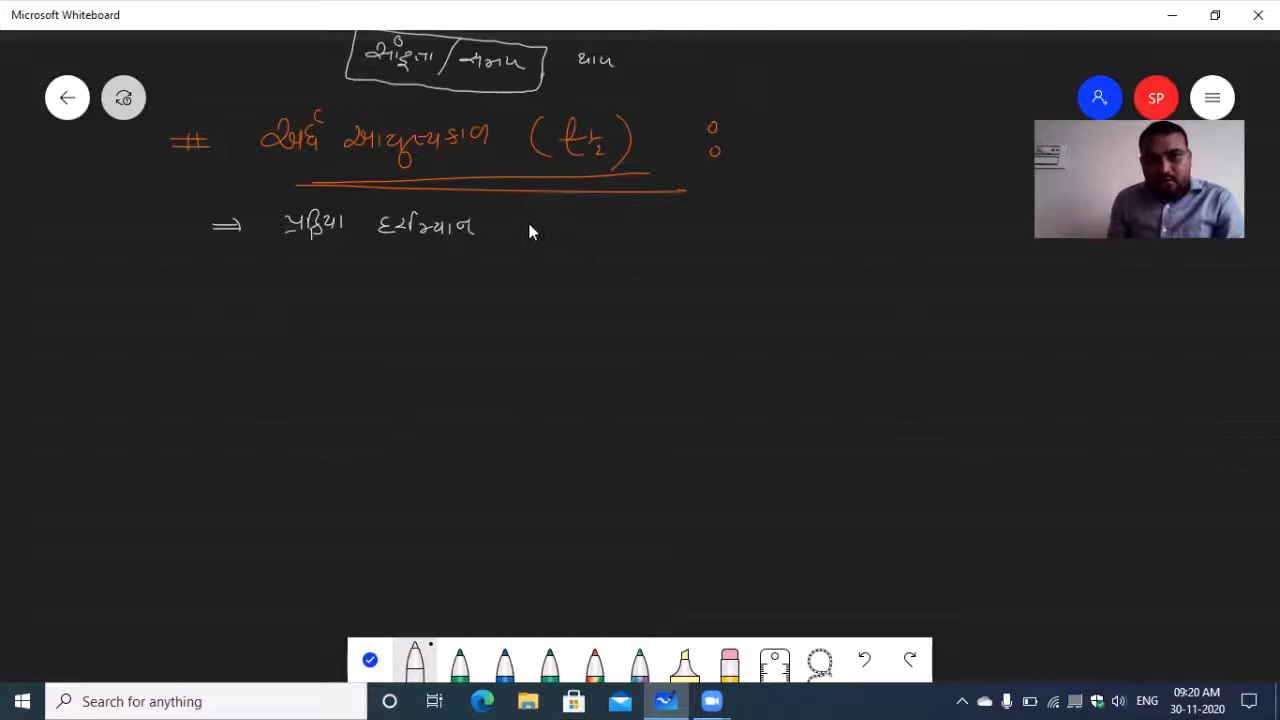 Microsoft Whiteboard
સાંદ્રતા / સમય થાય
SP
# અર્ધ આયુષ્યકાળ (t½) :
⇒ પ્રક્રિયા દરમ્યાન
Search for anything
ENG
09:20 AM
30-11-2020